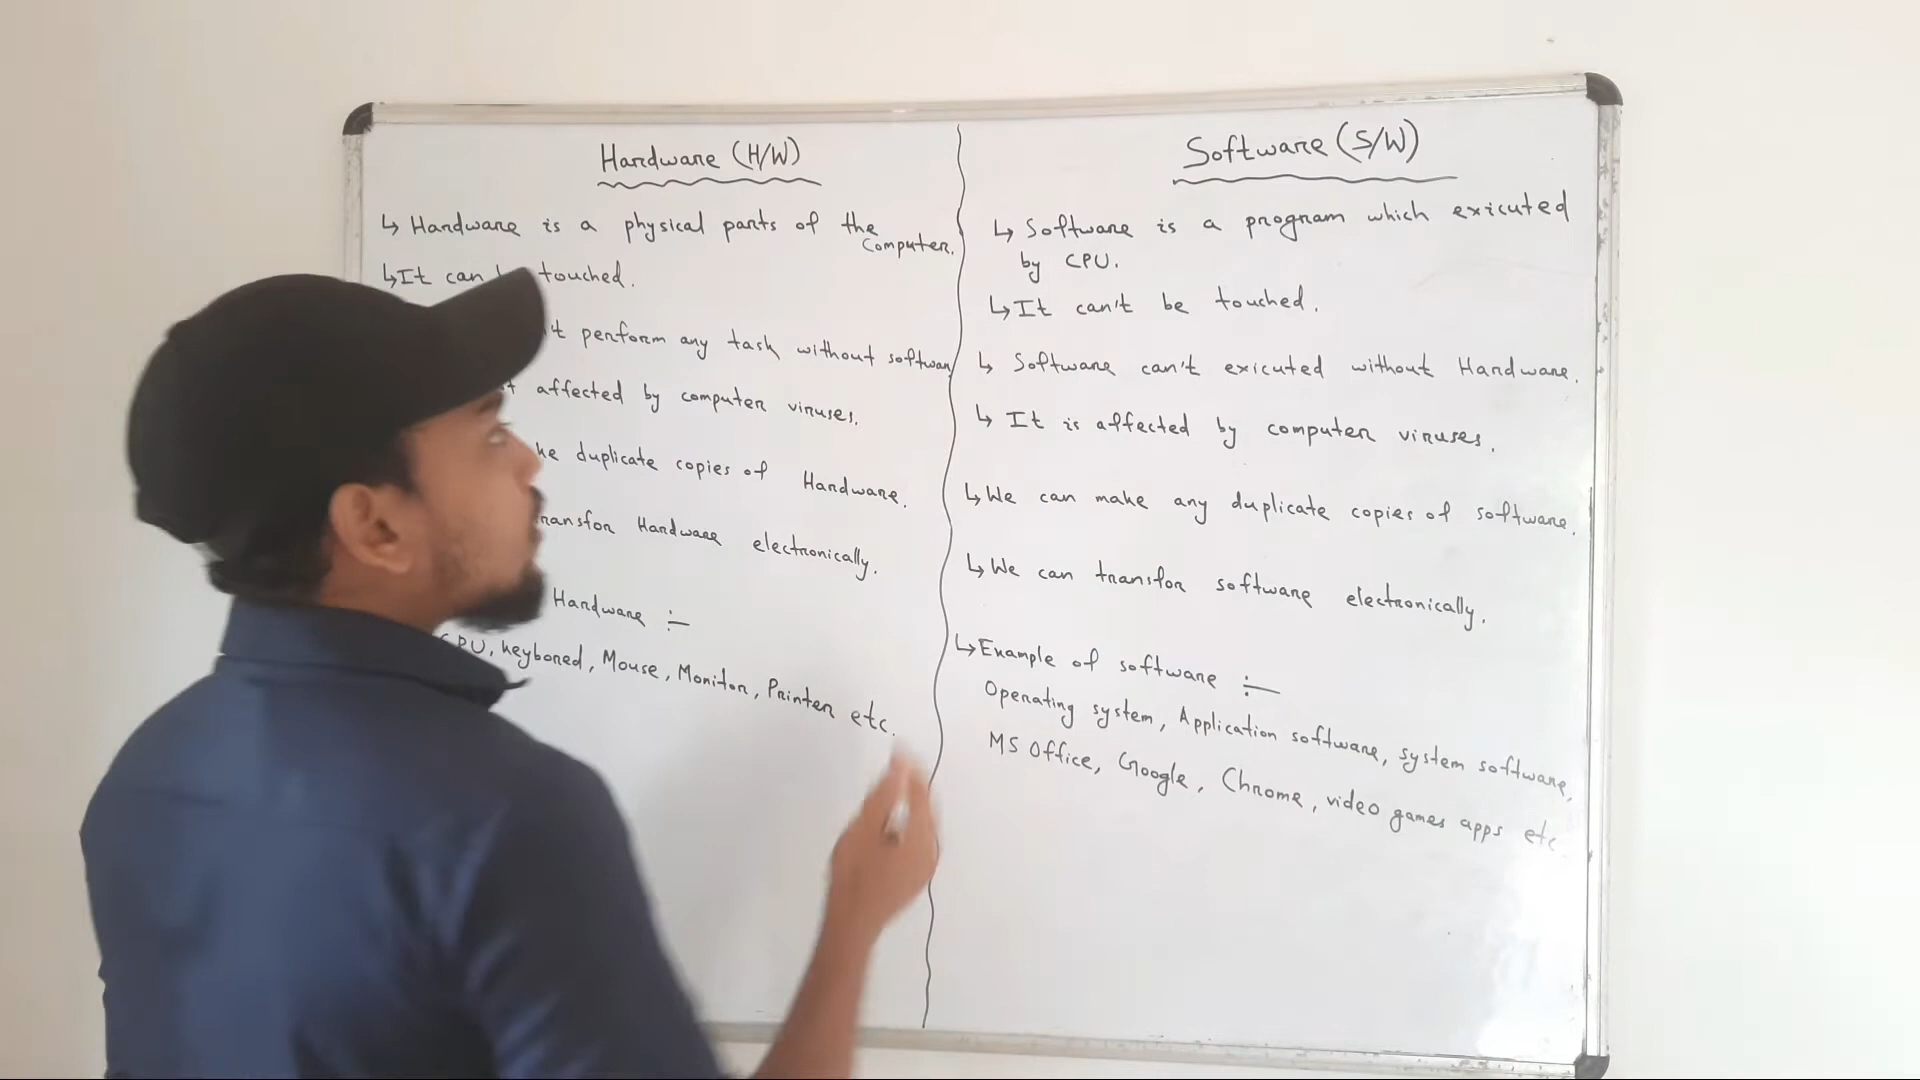 Hardware (H/W)
↳ Hardware is a physical parts of the
computer.
↳ It can touched.
't perform any task without softwar
affected by computer viruses.
duplicate copies of Hardware.
Hardware electronically.
Hardware :-
CPU, keyboned, Mouse, Monitor, Printer etc.
Software (S/W)
↳ Software is a program which exicuted
by CPU.
↳ It can't be touched.
↳ Software can't exicuted without Hardware.
↳ It is affected by computer viruses.
↳ We can make any duplicate copies of software.
↳ We can transfor software electronically.
↳ Example of software :-
Operating system, Application software, system software,
MS Office, Google, Chrome, video games apps etc